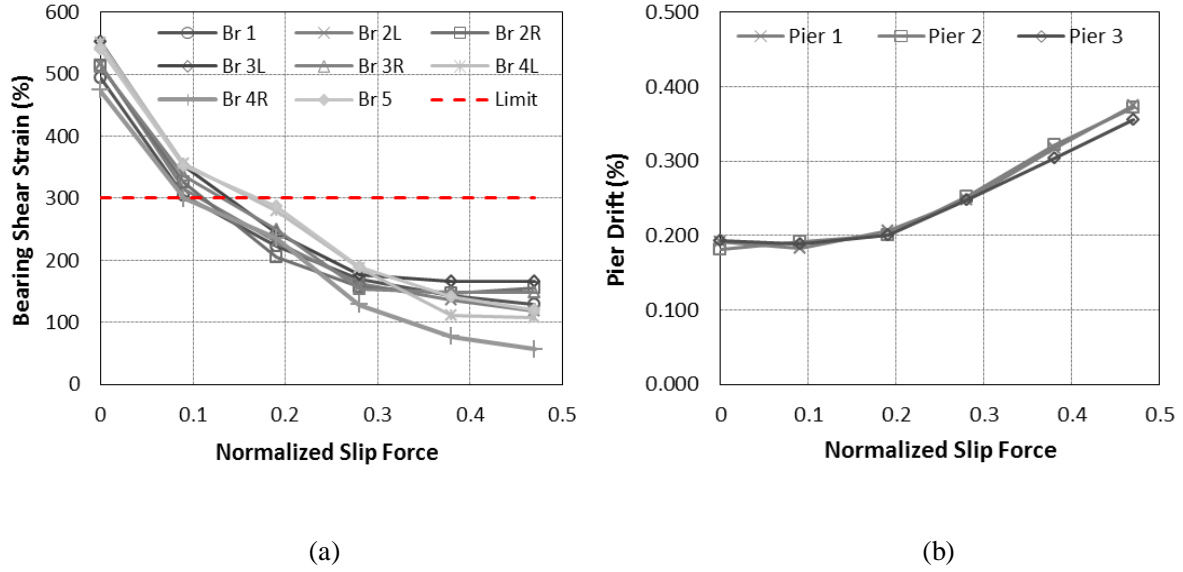 600
500
400
300
200
100
0
Bearing Shear Strain (%)
Br 1 Br 2L Br 2R
Br 3L Br 3R Br 4L
Br 4R Br 5 Limit
0 0.1 0.2 0.3 0.4 0.5
Normalized Slip Force
(a)
0.500
0.400
0.300
0.200
0.100
0.000
Pier Drift (%)
Pier 1 Pier 2 Pier 3
0 0.1 0.2 0.3 0.4 0.5
Normalized Slip Force
(b)